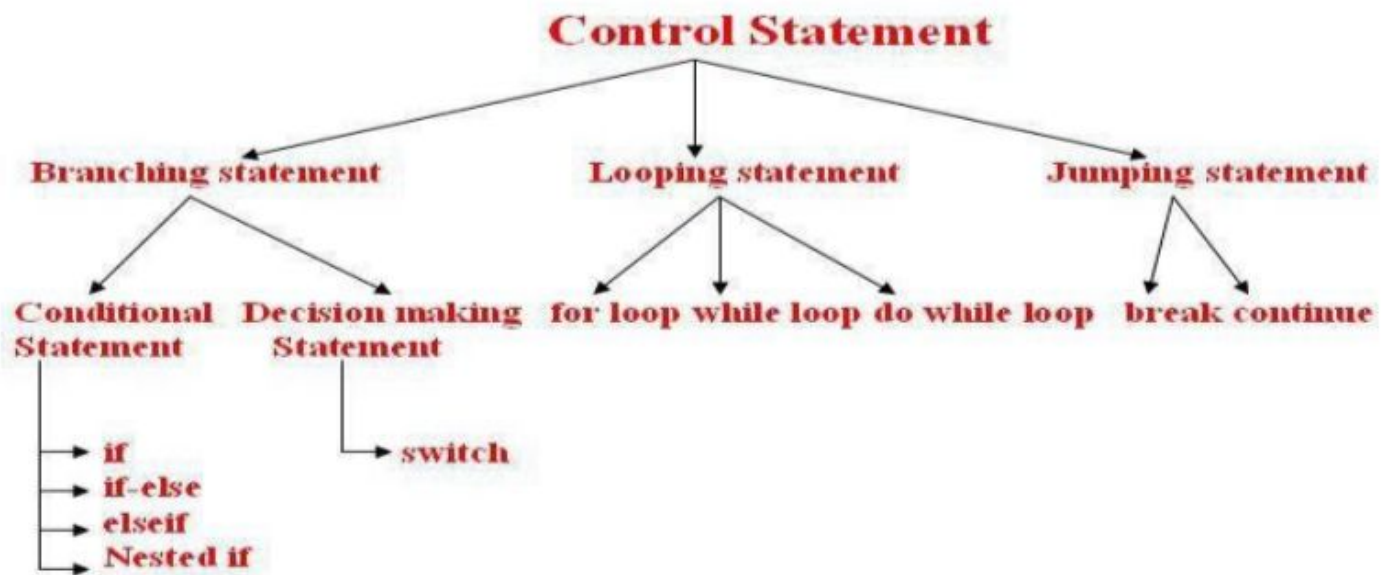 Control Statement
Branching statement
Looping statement
Jumping statement
Conditional
Statement
Decision making
Statement
for loop
while loop
do while loop
break
continue
if
if-else
elseif
Nested if
switch